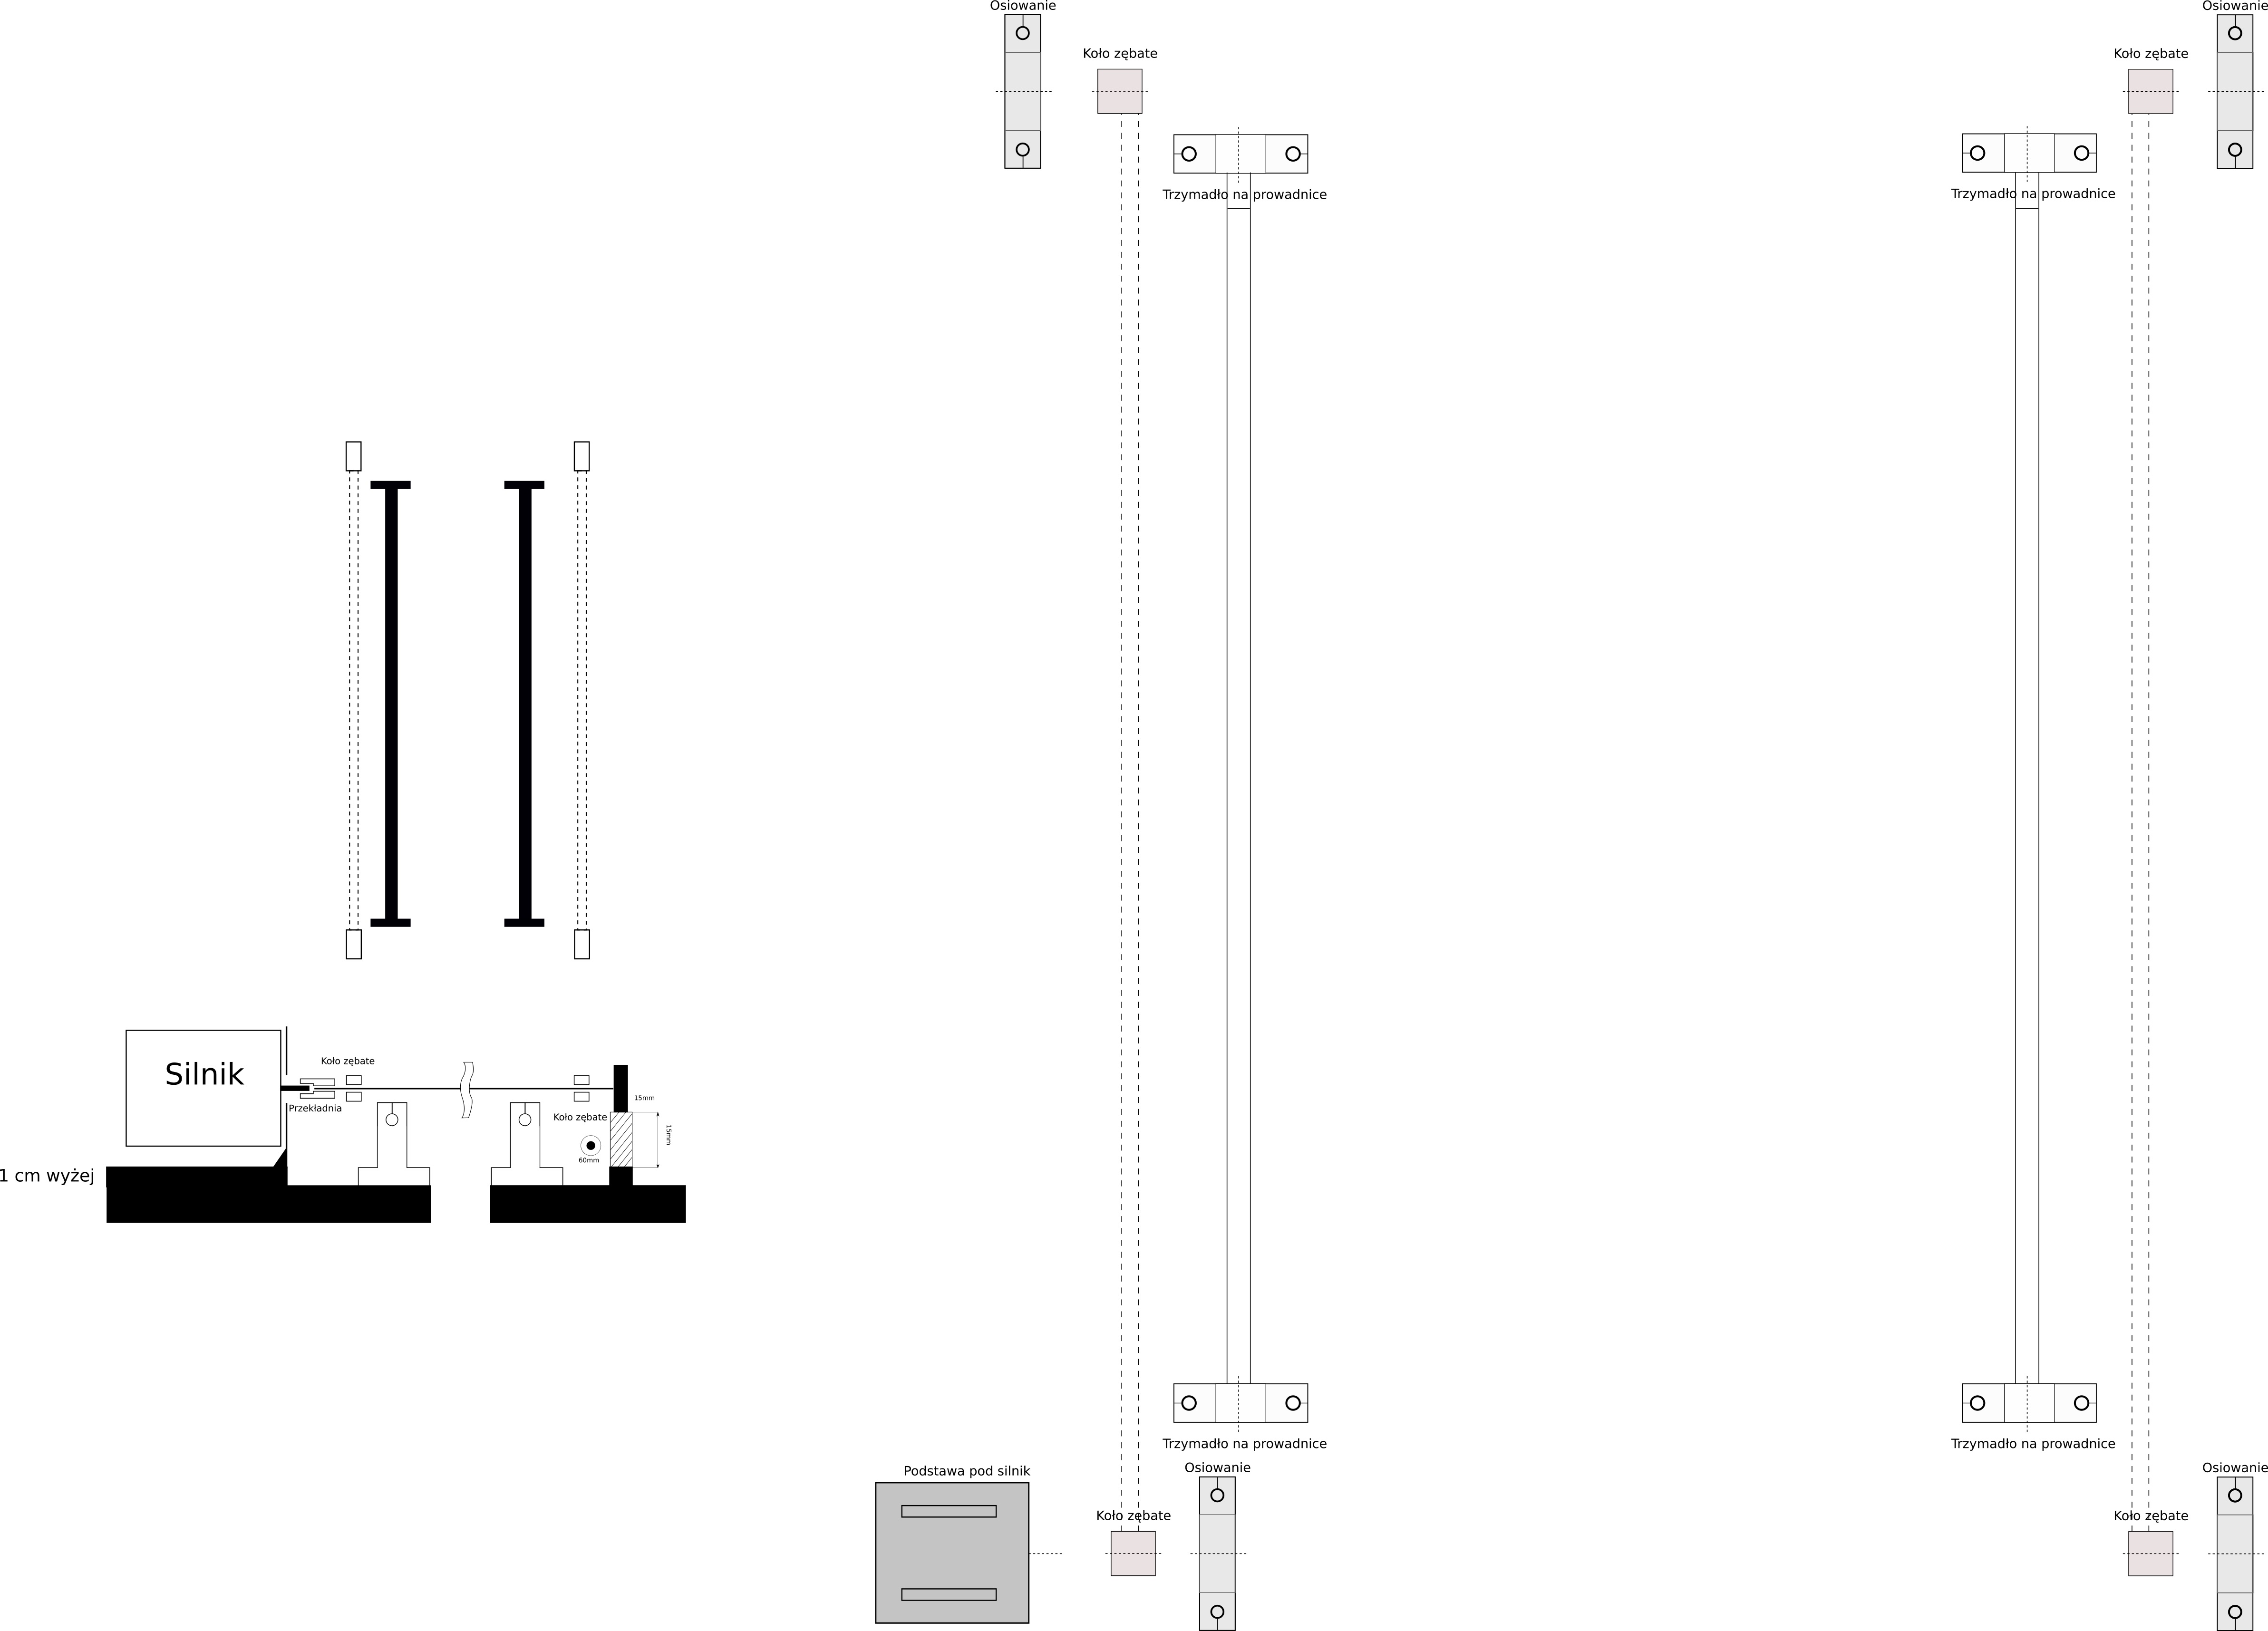 Osiowanie
Osiowanie
Koło zębate
Koło zębate
Trzymadło na prowadnice
Trzymadło na prowadnice
Silnik
Koło zębate
Przekładnia
15mm
Koło zębate
15mm
60mm
1 cm wyżej
Trzymadło na prowadnice
Trzymadło na prowadnice
Podstawa pod silnik
Osiowanie
Osiowanie
Koło zębate
Koło zębate